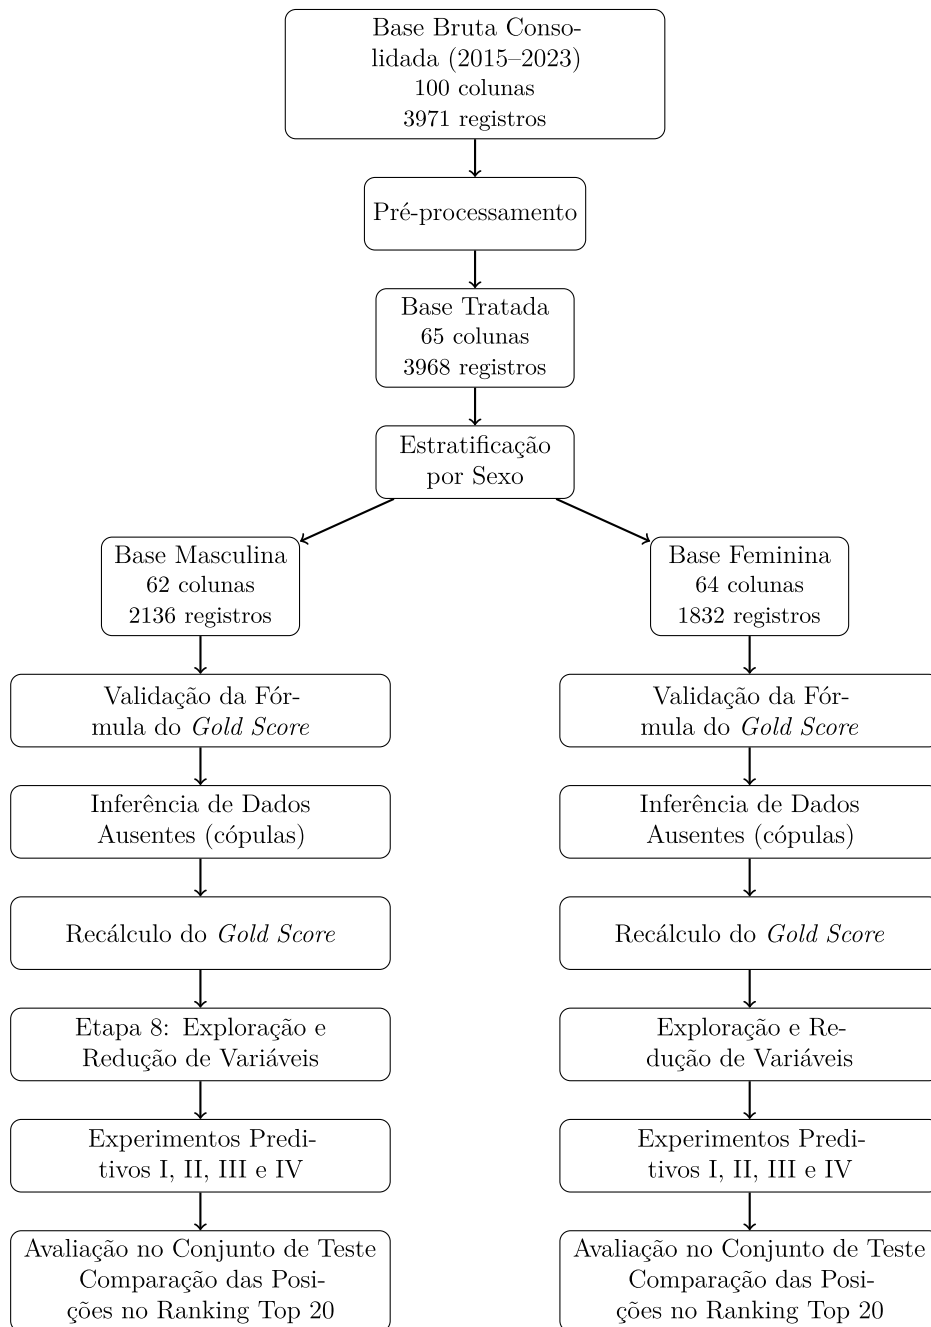 Base Bruta Conso-
lidada (2015–2023)
100 colunas
3971 registros
Pré-processamento
Base Tratada
65 colunas
3968 registros
Estratificação
por Sexo
Base Masculina
62 colunas
2136 registros
Base Feminina
64 colunas
1832 registros
Validação da Fór-
mula do Gold Score
Validação da Fór-
mula do Gold Score
Inferência de Dados
Ausentes (cópulas)
Inferência de Dados
Ausentes (cópulas)
Recálculo do Gold Score
Recálculo do Gold Score
Etapa 8: Exploração e
Redução de Variáveis
Exploração e Re-
dução de Variáveis
Experimentos Predi-
tivos I, II, III e IV
Experimentos Predi-
tivos I, II, III e IV
Avaliação no Conjunto de Teste
Comparação das Posi-
ções no Ranking Top 20
Avaliação no Conjunto de Teste
Comparação das Posi-
ções no Ranking Top 20